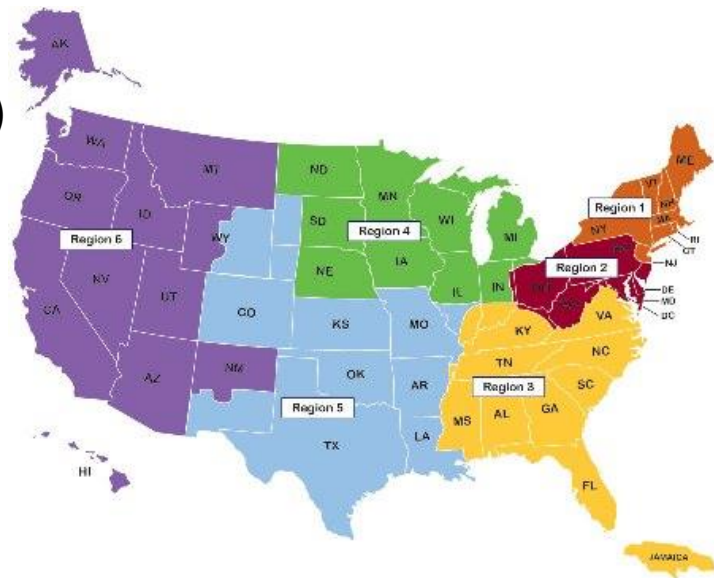 AK
WA
OR
CA
NV
ID
MT
WY
UT
AZ
NM
HI
Region 6
ND
SD
NE
MN
IA
WI
IL
MI
IN
Region 4
CO
KS
MO
OK
AR
TX
LA
Region 5
ME
VT
NH
MA
NY
RI
CT
Region 1
NJ
Region 2
DE
MD
DC
VA
KY
TN
NC
SC
MS
AL
GA
FL
Region 3
JAMAICA